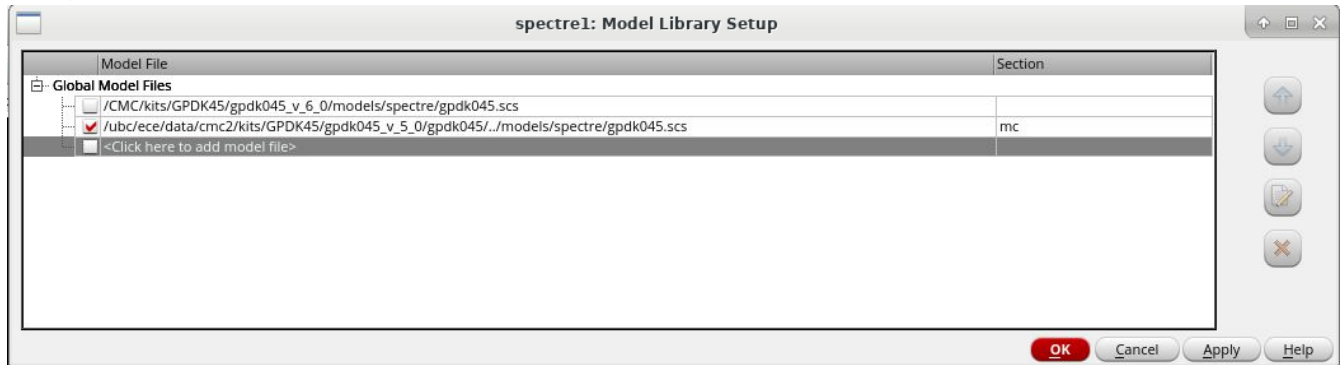 spectre1: Model Library Setup
Model File Section
Global Model Files
/CMC/kits/GPDK45/gpdk045_v_6_0/models/spectre/gpdk045.scs
/ubc/ece/data/cmc2/kits/GPDK45/gpdk045_v_5_0/gpdk045/../models/spectre/gpdk045.scs mc
<Click here to add model file>
OK Cancel Apply Help